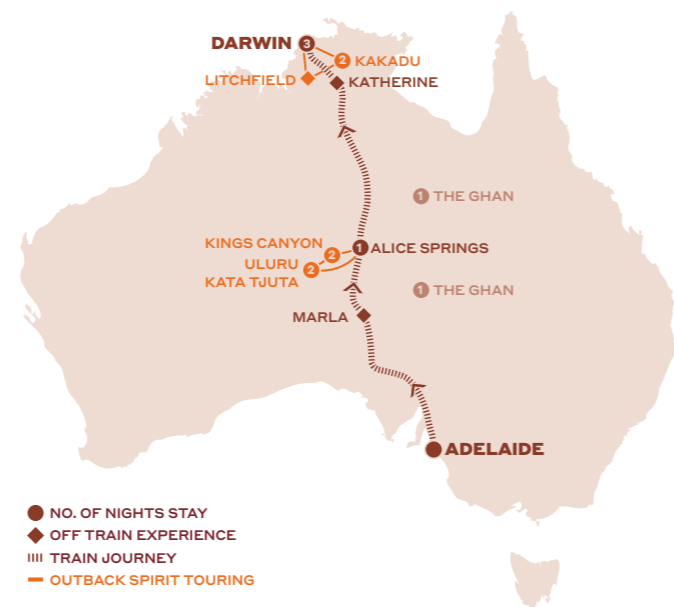 DARWIN 3
2 KAKADU
LITCHFIELD
KATHERINE
1 THE GHAN
KINGS CANYON 2
1 ALICE SPRINGS
ULURU 2
KATA TJUTA
1 THE GHAN
MARLA
ADELAIDE
NO. OF NIGHTS STAY
OFF TRAIN EXPERIENCE
TRAIN JOURNEY
OUTBACK SPIRIT TOURING